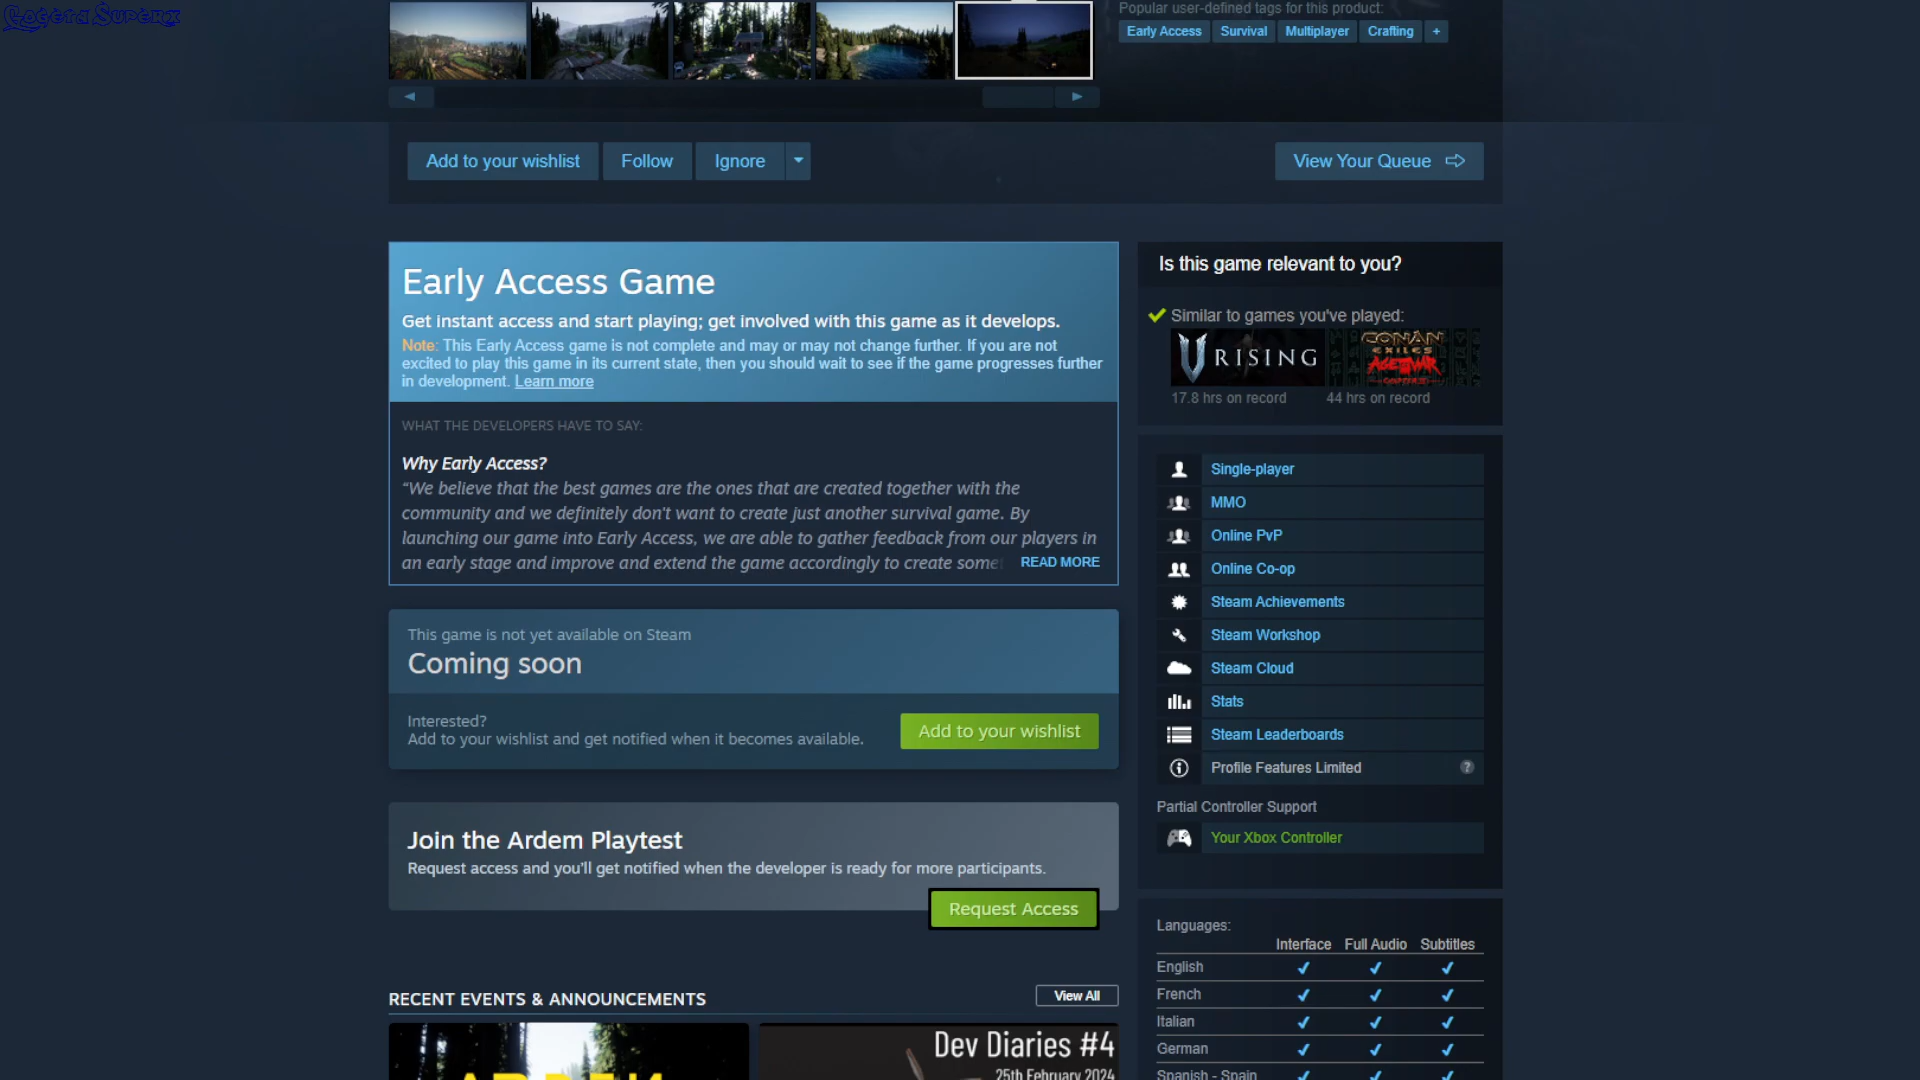 Gogeta Superx
Popular user-defined tags for this product:
Early Access
Survival
Multiplayer
Crafting
+
Add to your wishlist
Follow
Ignore
View Your Queue
Early Access Game
Get instant access and start playing; get involved with this game as it develops.
Note: This Early Access game is not complete and may or may not change further. If you are not
excited to play this game in its current state, then you should wait to see if the game progresses further
in development. Learn more
WHAT THE DEVELOPERS HAVE TO SAY:
Why Early Access?
“We believe that the best games are the ones that are created together with the
community and we definitely don't want to create just another survival game. By
launching our game into Early Access, we are able to gather feedback from our players in
an early stage and improve and extend the game accordingly to create some
READ MORE
This game is not yet available on Steam
Coming soon
Interested?
Add to your wishlist and get notified when it becomes available.
Add to your wishlist
Join the Ardem Playtest
Request access and you’ll get notified when the developer is ready for more participants.
Request Access
RECENT EVENTS & ANNOUNCEMENTS
View All
ARDEM
Dev Diaries #4
25th February 2024
Is this game relevant to you?
Similar to games you've played:
V RISING
CONAN
EXILES
AGE OF WAR
17.8 hrs on record
44 hrs on record
Single-player
MMO
Online PvP
Online Co-op
Steam Achievements
Steam Workshop
Steam Cloud
Stats
Steam Leaderboards
Profile Features Limited
?
Partial Controller Support
Your Xbox Controller
Languages:
Interface Full Audio Subtitles
English ✔ ✔ ✔
French ✔ ✔ ✔
Italian ✔ ✔ ✔
German ✔ ✔ ✔
Spanish - Spain ✔ ✔ ✔